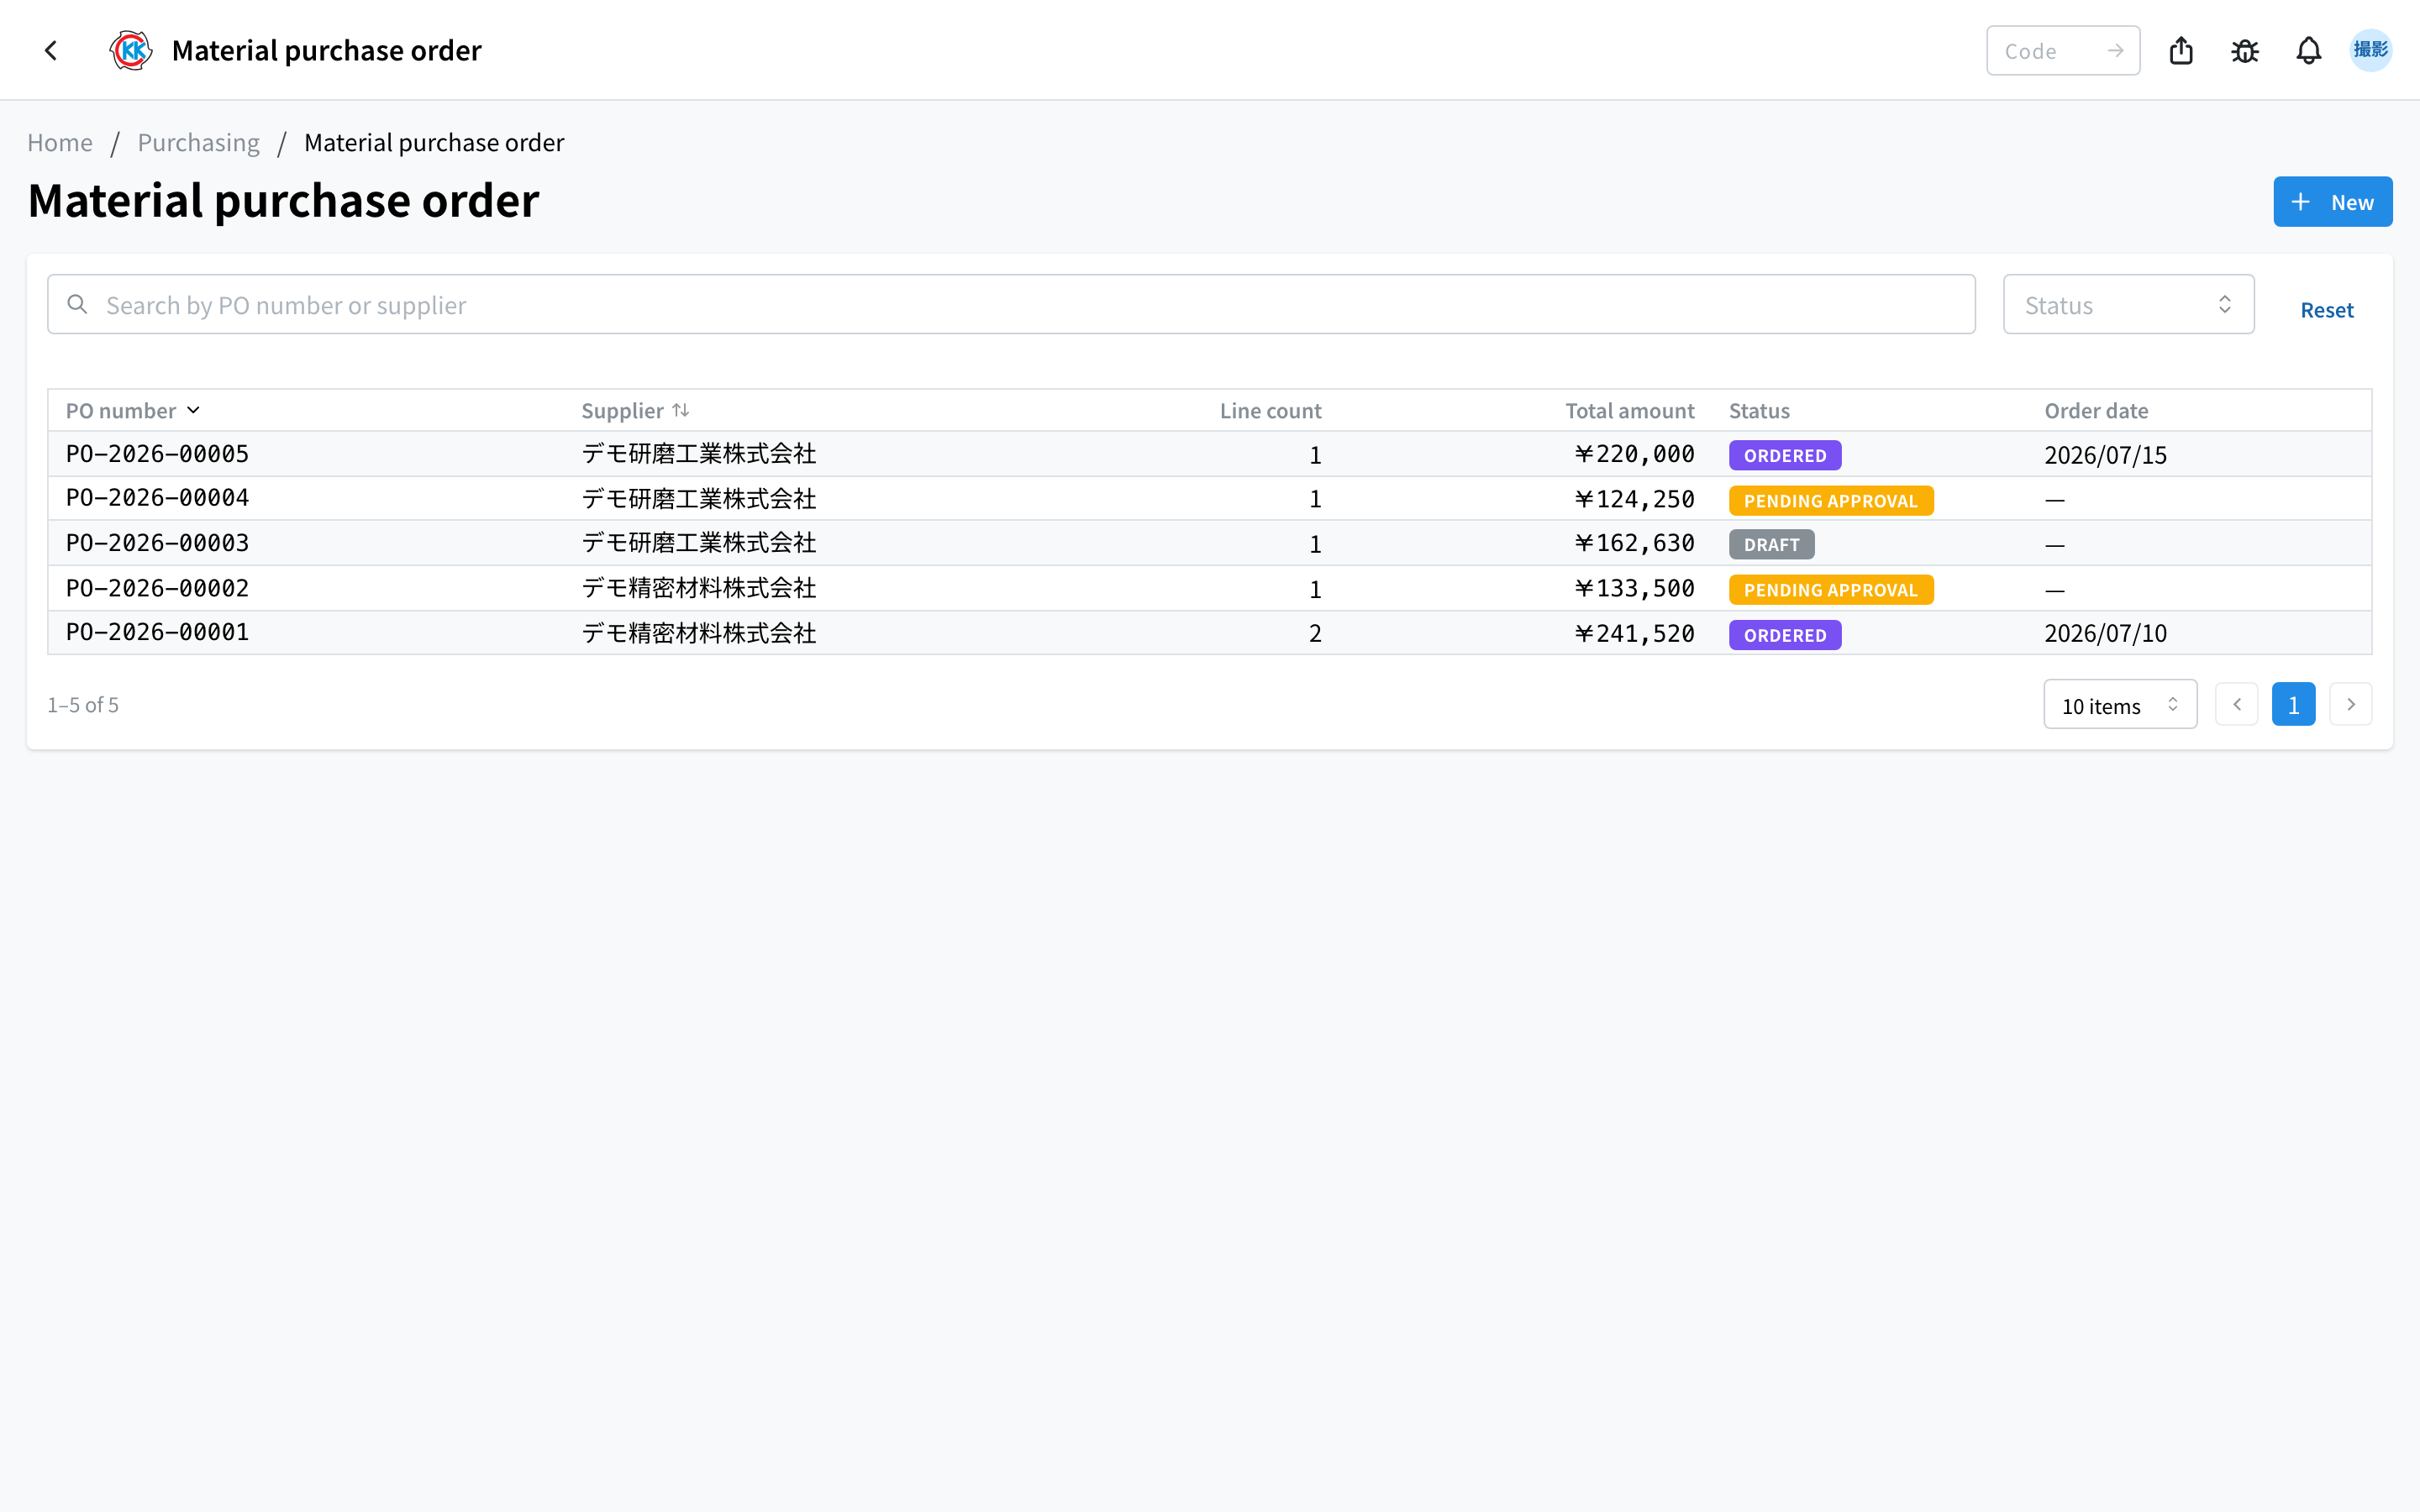 KK Material purchase order Code 撮影
Home / Purchasing / Material purchase order
Material purchase order
New
Search by PO number or supplier Status Reset
PO number Supplier Line count Total amount Status Order date
PO-2026-00005 デモ研磨工業株式会社 1 ¥220,000 ORDERED 2026/07/15
PO-2026-00004 デモ研磨工業株式会社 1 ¥124,250 PENDING APPROVAL —
PO-2026-00003 デモ研磨工業株式会社 1 ¥162,630 DRAFT —
PO-2026-00002 デモ精密材料株式会社 1 ¥133,500 PENDING APPROVAL —
PO-2026-00001 デモ精密材料株式会社 2 ¥241,520 ORDERED 2026/07/10
1–5 of 5 10 items 1